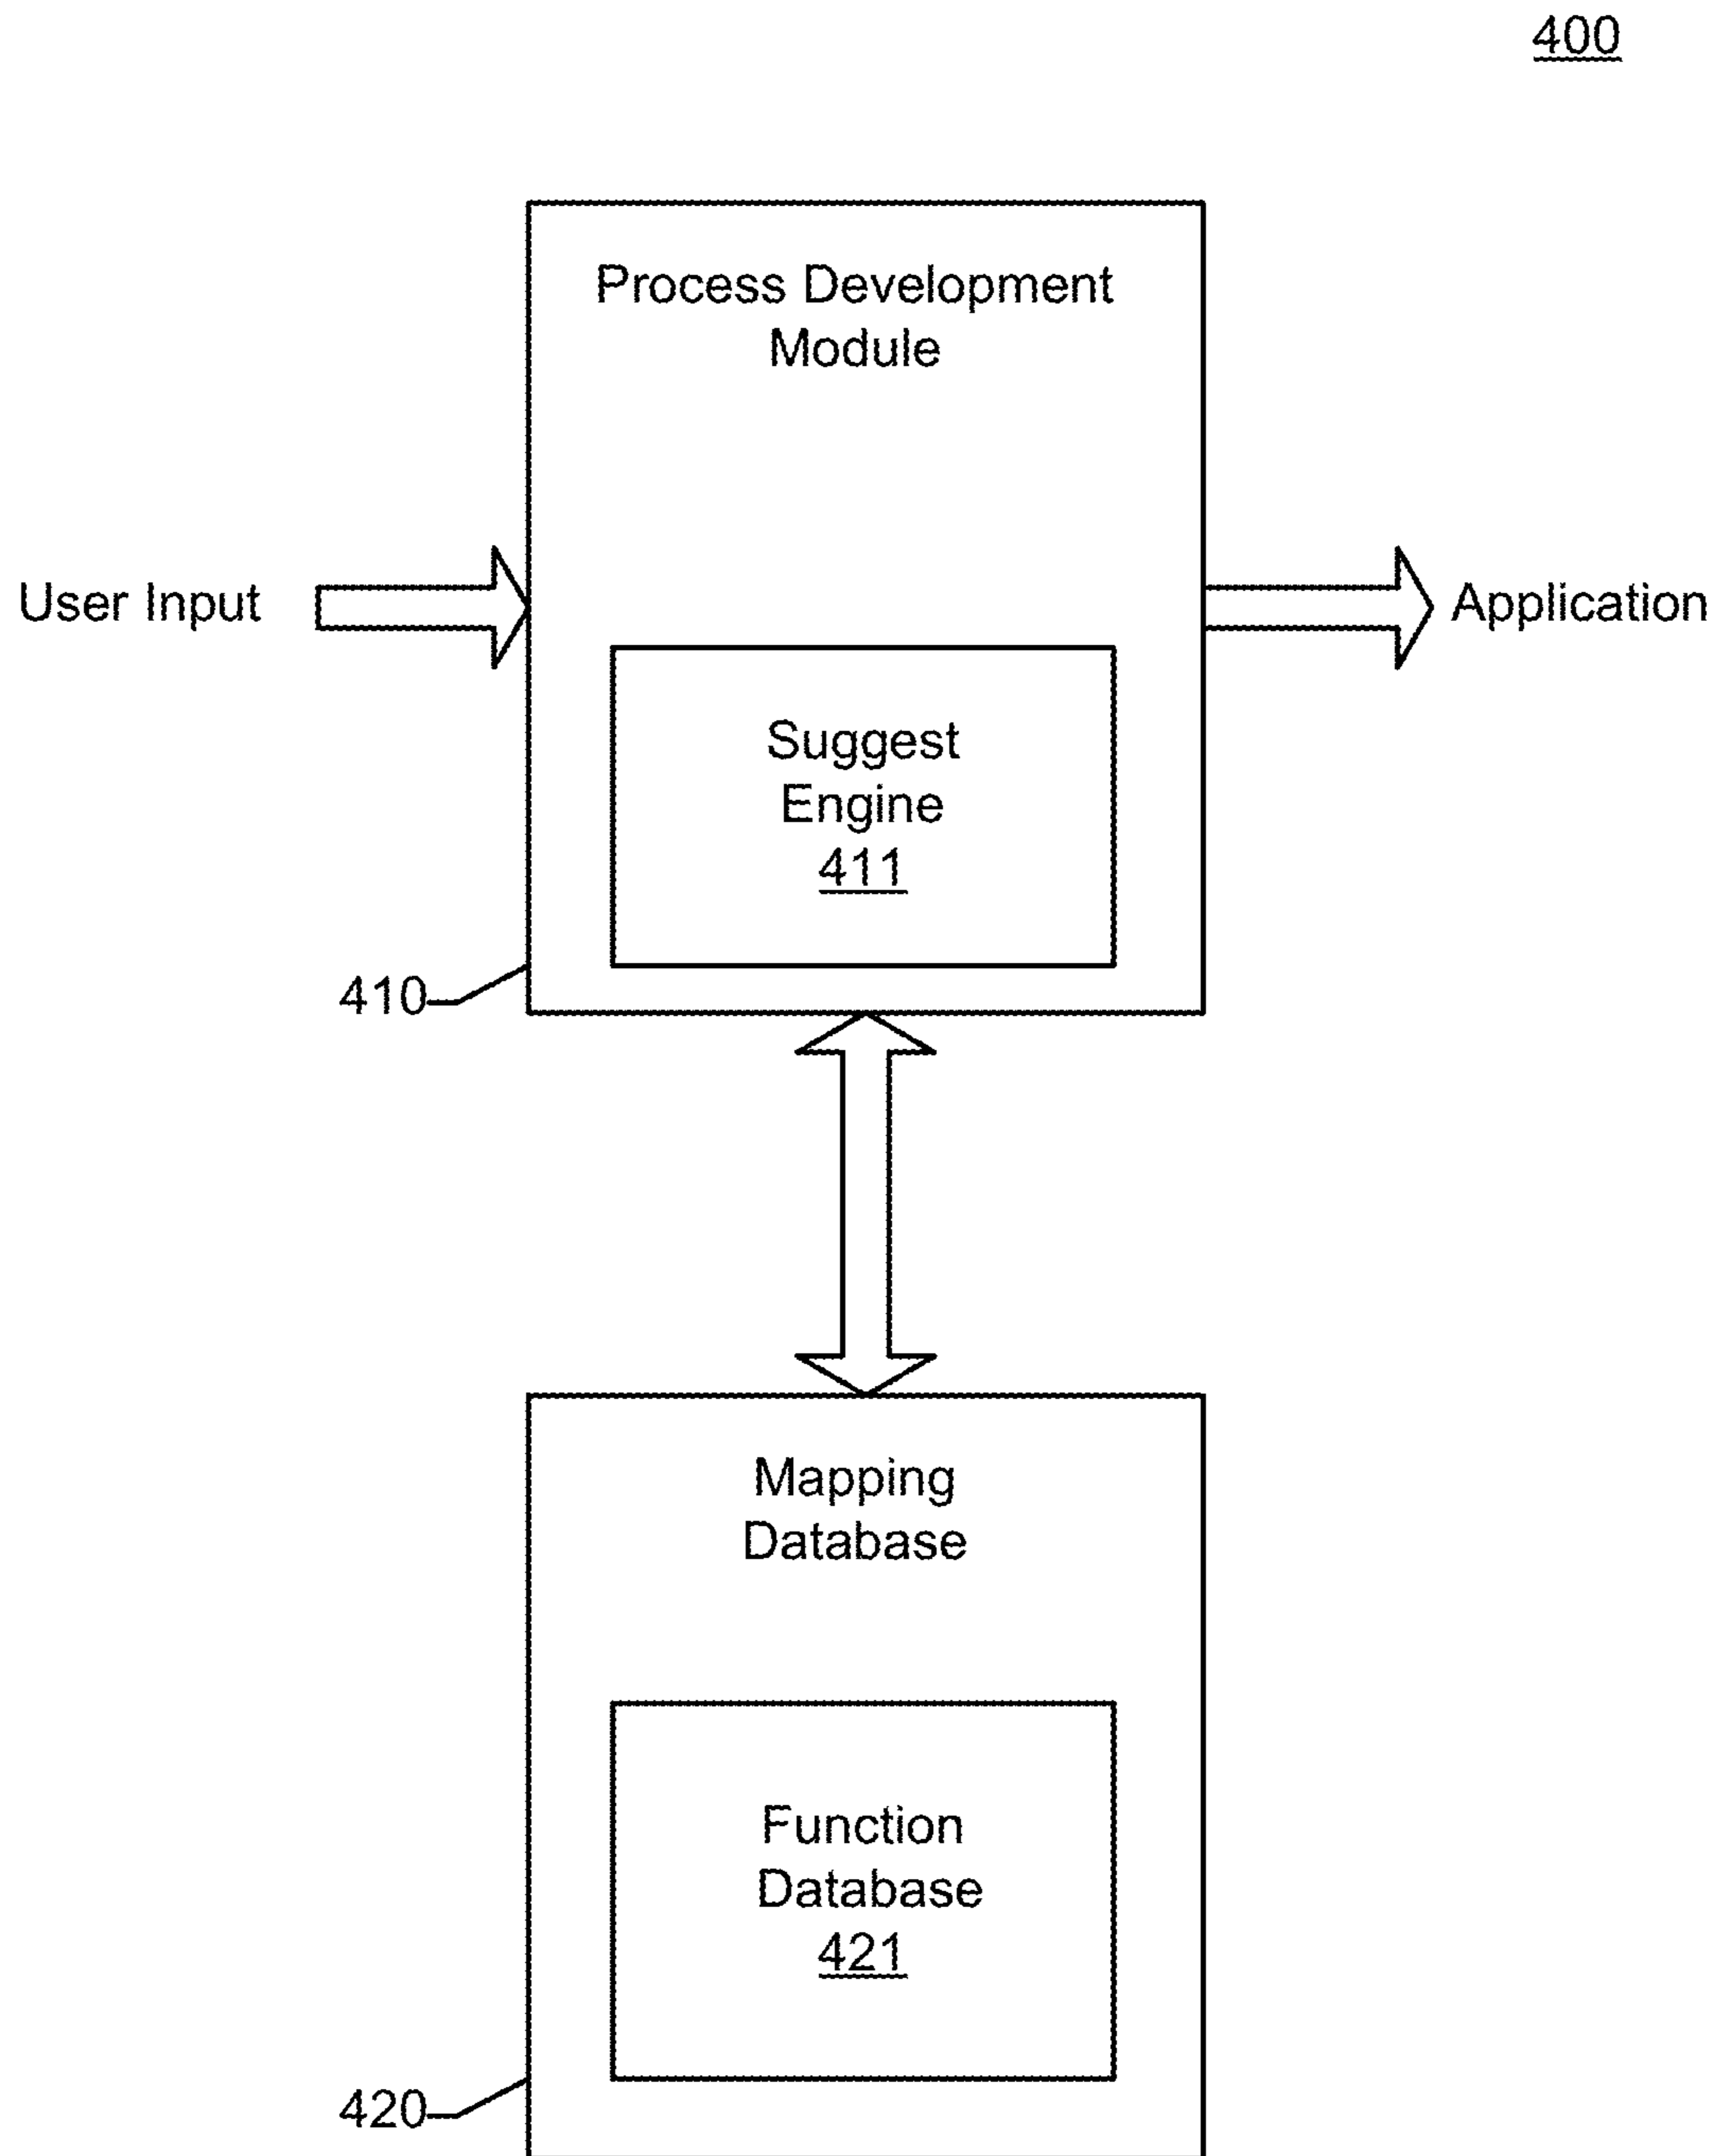 400
Process Development
Module
User Input
Application
Suggest
Engine
411
410
Mapping
Database
Function
Database
421
420